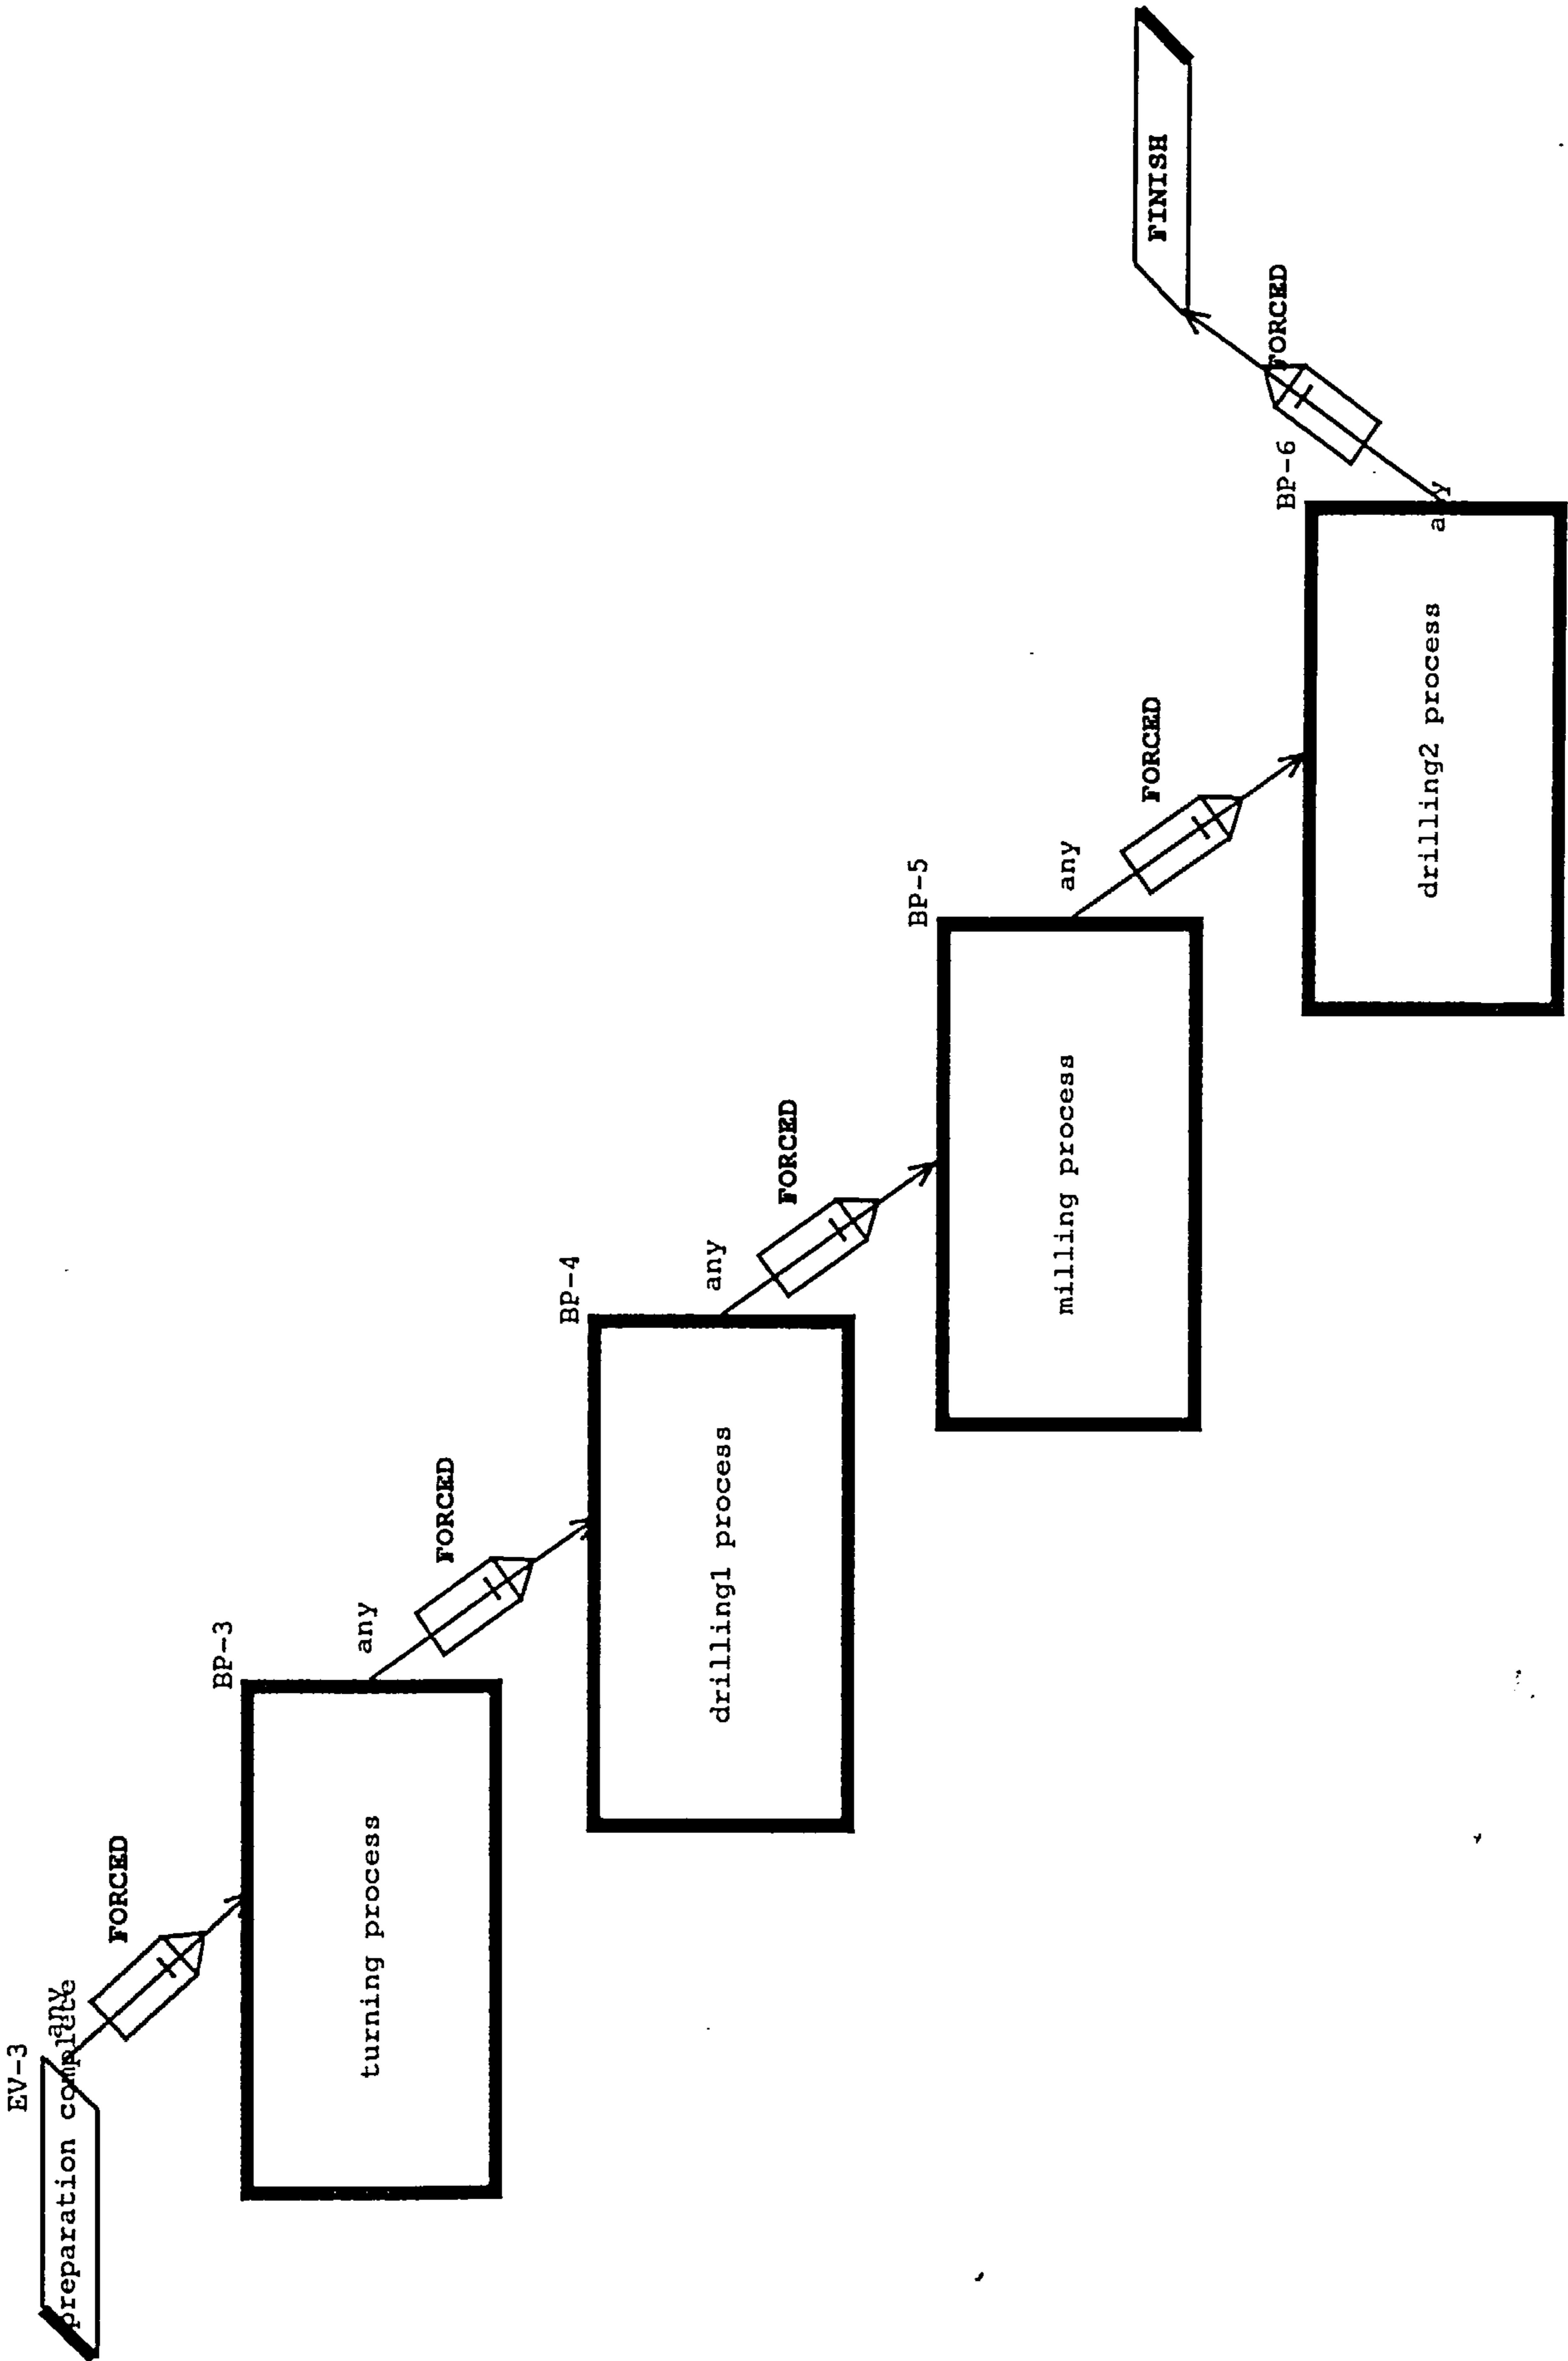 EV-3
preparation complete
any
FORCED
BP-3
turning process
any
FORCED
BP-4
drilling1 process
any
FORCED
BP-5
milling process
any
FORCED
BP-6
drilling2 process
any
FORCED
FINISH